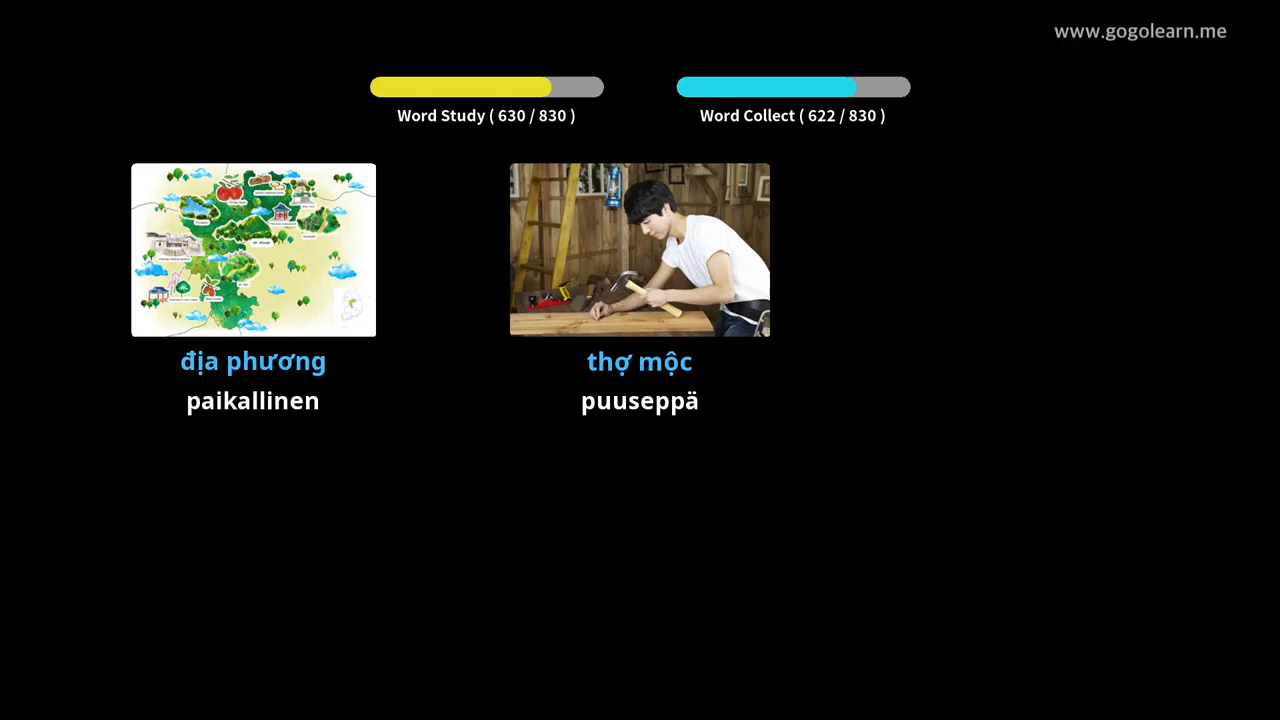 www.gogolearn.me
Word Study ( 630 / 830 )
Word Collect ( 622 / 830 )
địa phương
thợ mộc
paikallinen
puuseppä